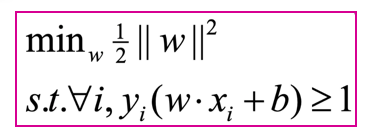 min_w ½ || w ||²
s.t.∀i, y_i(w · x_i + b) ≥ 1